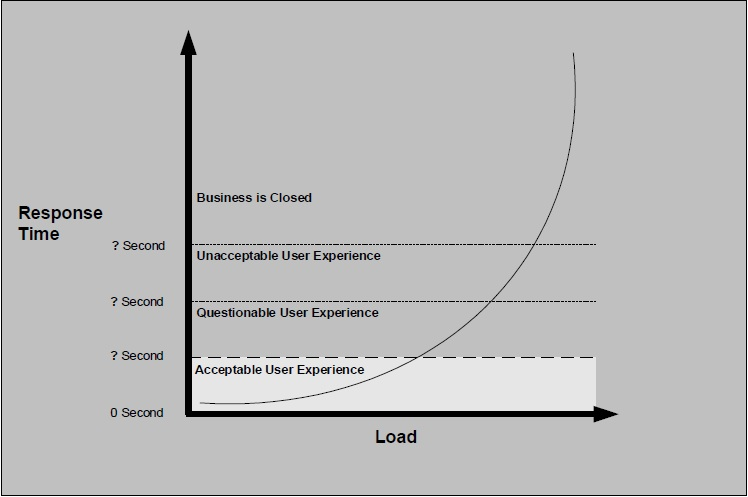 Business is Closed
Response
Time
? Second
Unacceptable User Experience
? Second
Questionable User Experience
? Second
Acceptable User Experience
0 Second
Load